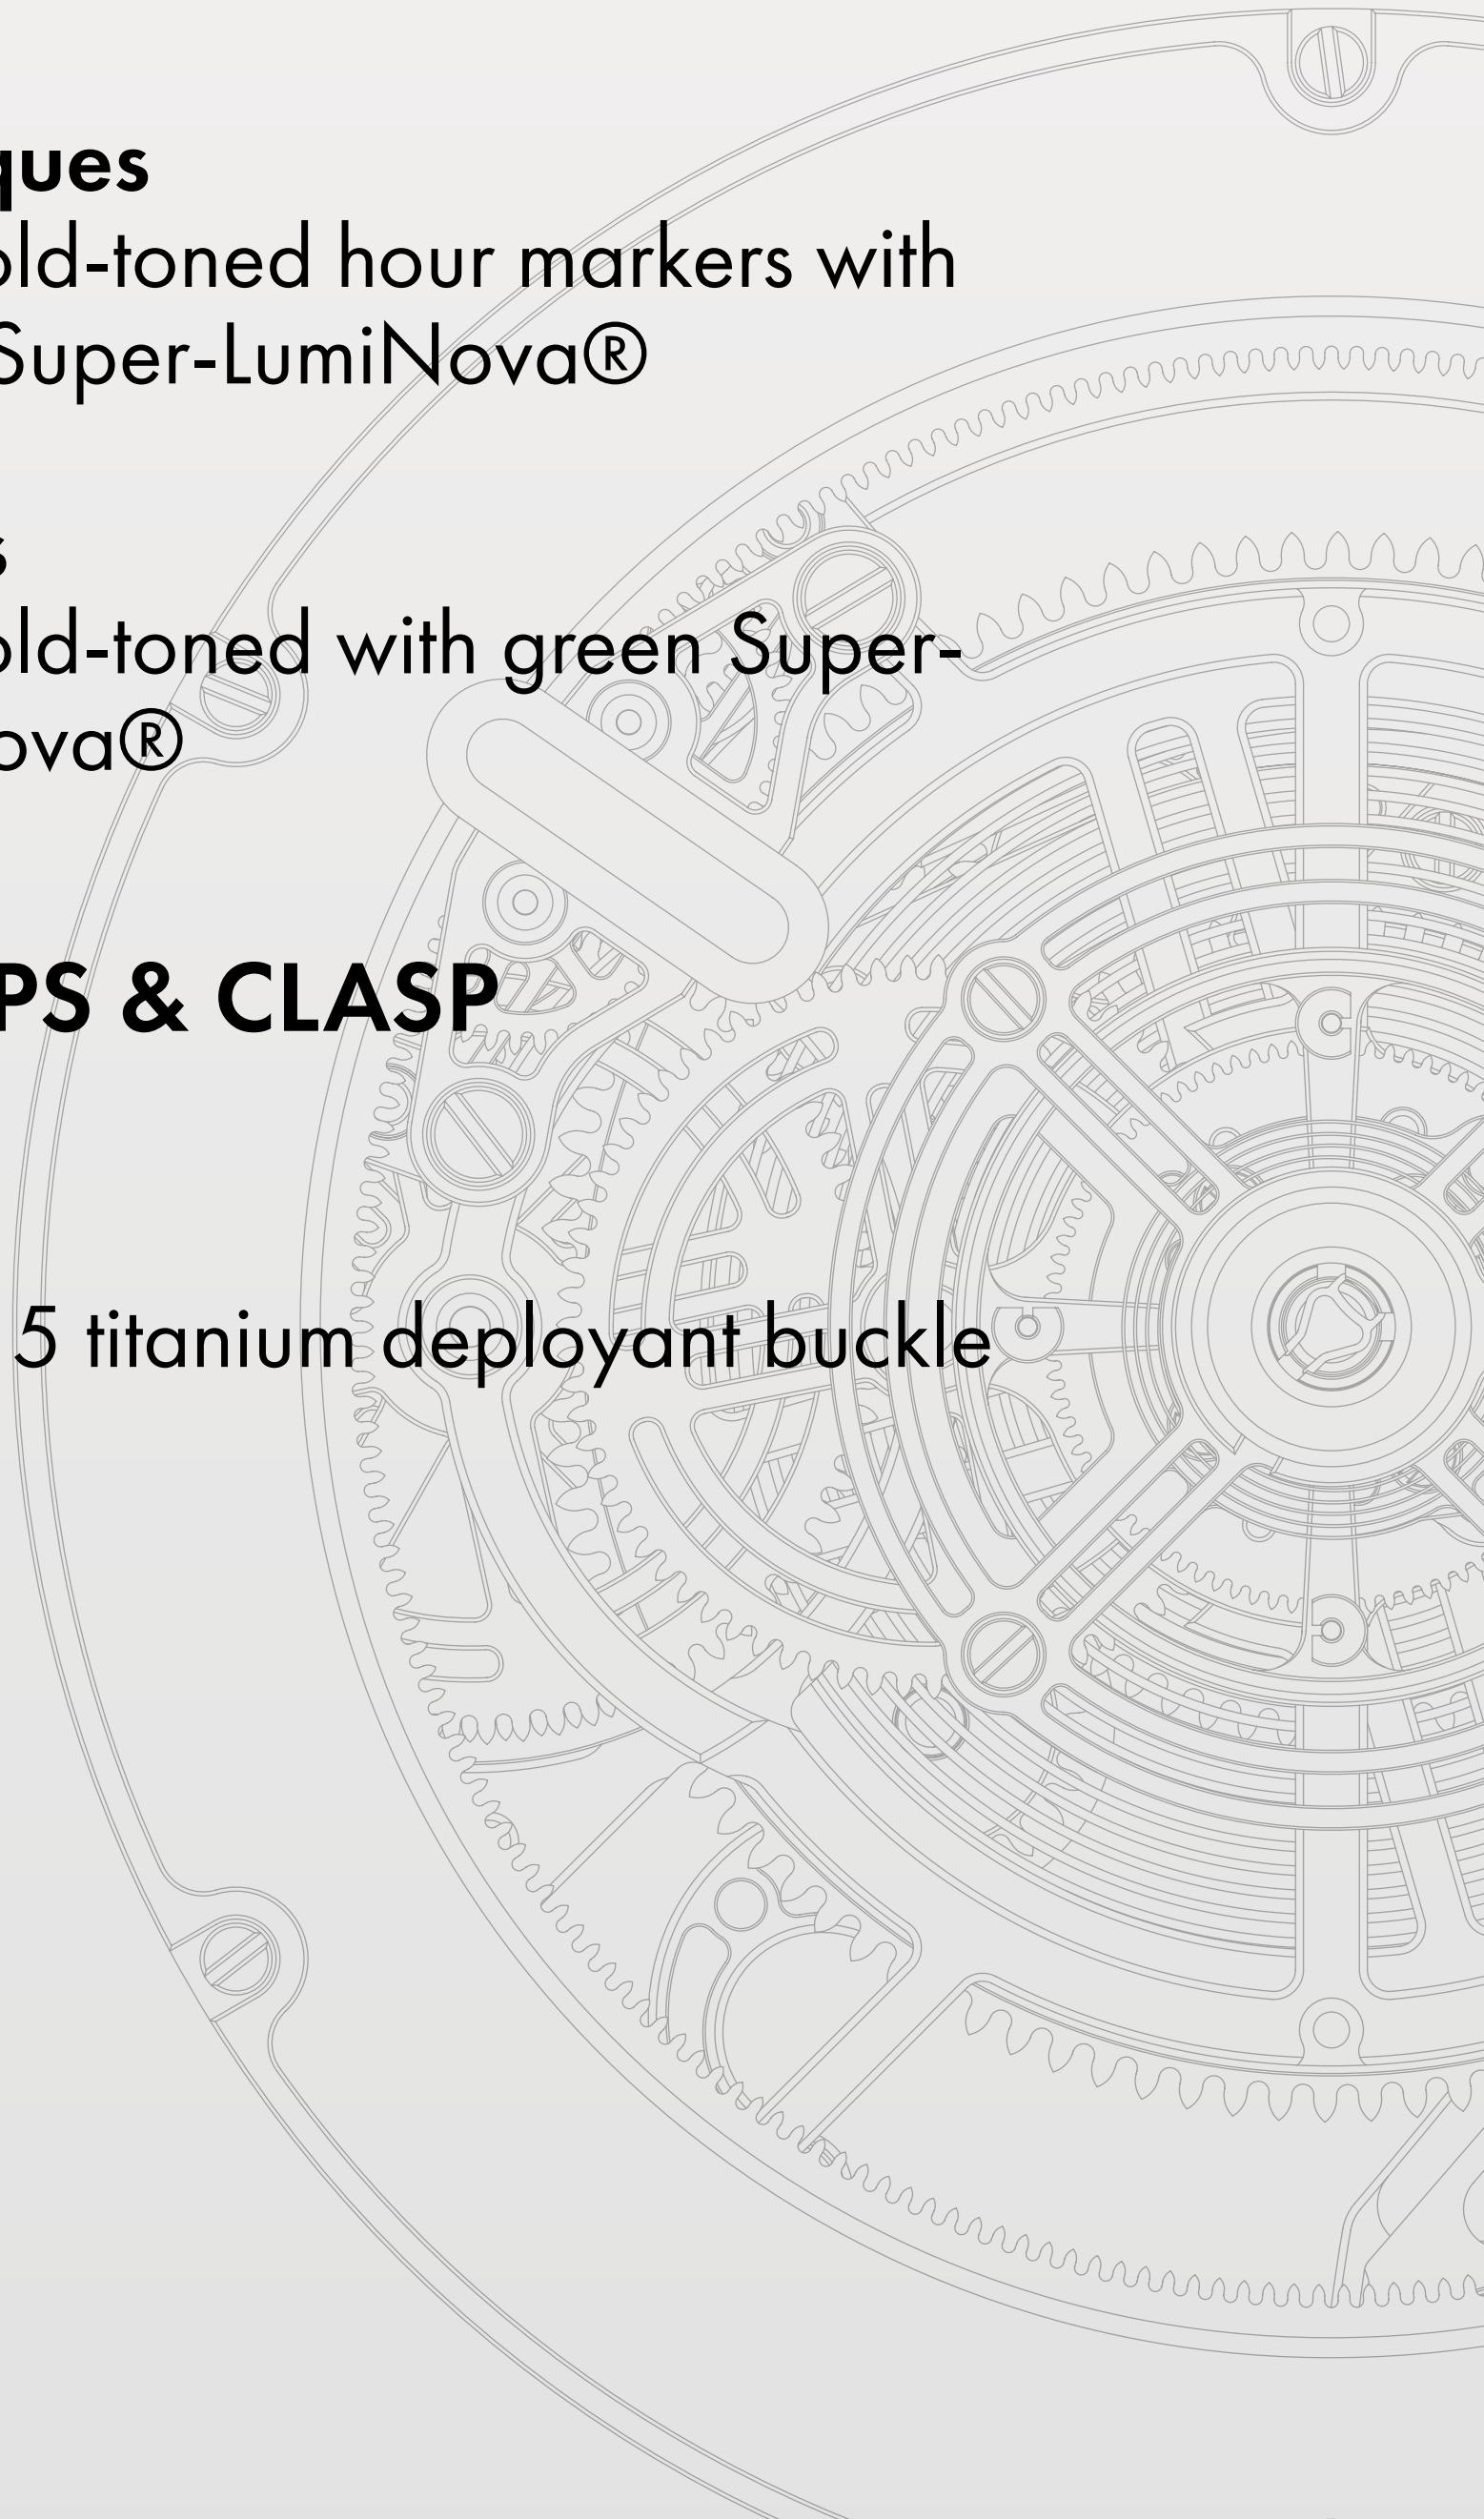 ques
old-toned hour markers with
Super-LumiNova®
s
old-toned with green Super-
ova®
PS & CLASP
5 titanium deployant buckle